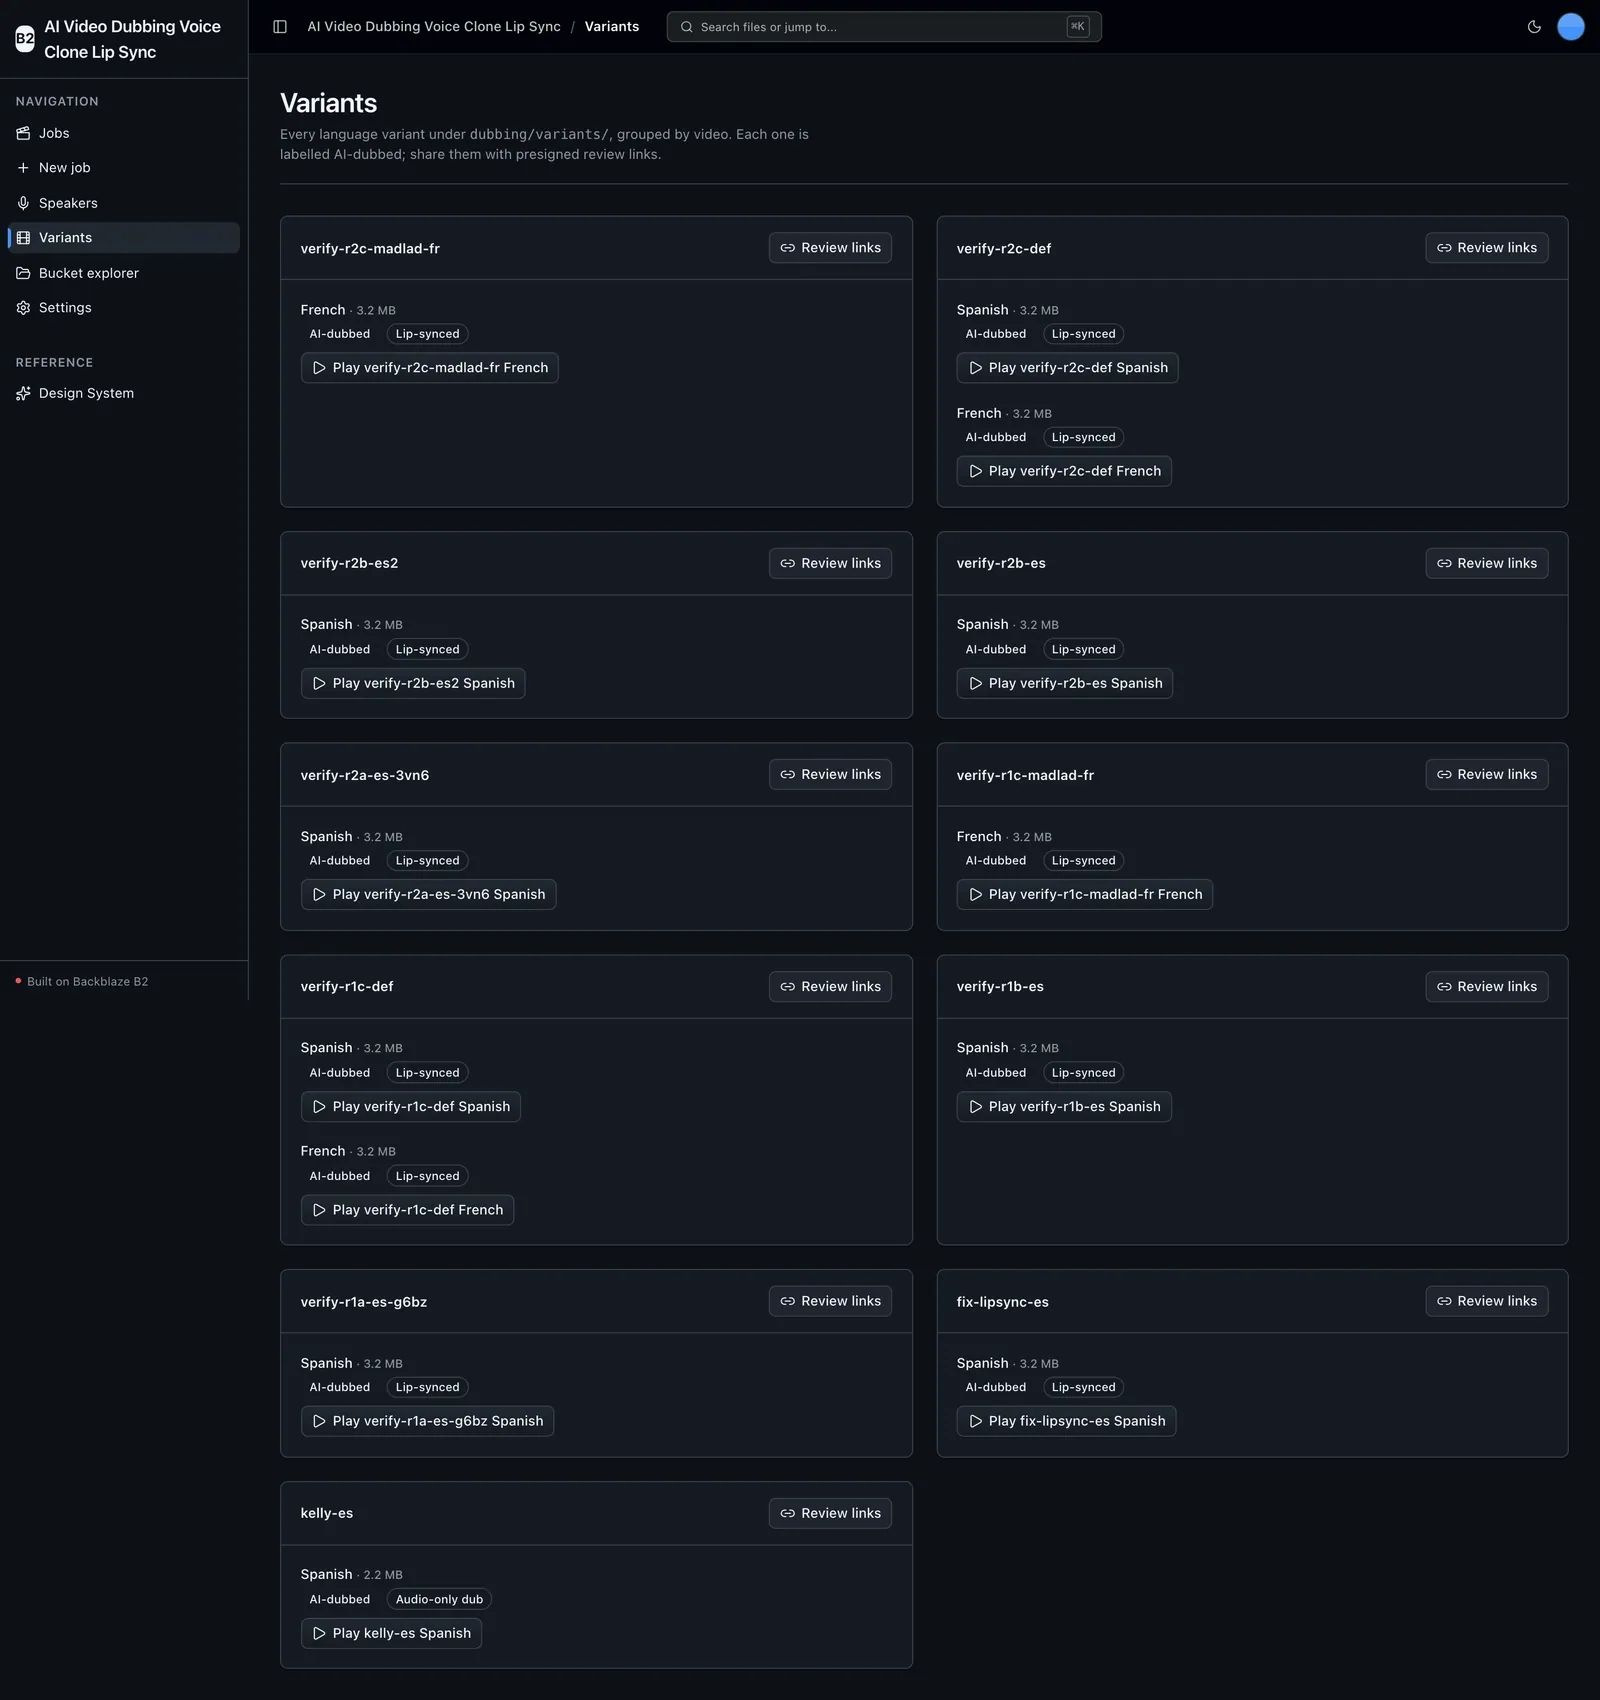 B2
AI Video Dubbing Voice
Clone Lip Sync
NAVIGATION
Jobs
New job
Speakers
Variants
Bucket explorer
Settings
REFERENCE
Design System
Built on Backblaze B2
AI Video Dubbing Voice Clone Lip Sync / Variants
Search files or jump to...
⌘K
Variants
Every language variant under dubbing/variants/, grouped by video. Each one is
labelled AI-dubbed; share them with presigned review links.
verify-r2c-madlad-fr
Review links
French · 3.2 MB
AI-dubbed Lip-synced
Play verify-r2c-madlad-fr French
verify-r2c-def
Review links
Spanish · 3.2 MB
AI-dubbed Lip-synced
Play verify-r2c-def Spanish
French · 3.2 MB
AI-dubbed Lip-synced
Play verify-r2c-def French
verify-r2b-es2
Review links
Spanish · 3.2 MB
AI-dubbed Lip-synced
Play verify-r2b-es2 Spanish
verify-r2b-es
Review links
Spanish · 3.2 MB
AI-dubbed Lip-synced
Play verify-r2b-es Spanish
verify-r2a-es-3vn6
Review links
Spanish · 3.2 MB
AI-dubbed Lip-synced
Play verify-r2a-es-3vn6 Spanish
verify-r1c-madlad-fr
Review links
French · 3.2 MB
AI-dubbed Lip-synced
Play verify-r1c-madlad-fr French
verify-r1c-def
Review links
Spanish · 3.2 MB
AI-dubbed Lip-synced
Play verify-r1c-def Spanish
French · 3.2 MB
AI-dubbed Lip-synced
Play verify-r1c-def French
verify-r1b-es
Review links
Spanish · 3.2 MB
AI-dubbed Lip-synced
Play verify-r1b-es Spanish
verify-r1a-es-g6bz
Review links
Spanish · 3.2 MB
AI-dubbed Lip-synced
Play verify-r1a-es-g6bz Spanish
fix-lipsync-es
Review links
Spanish · 3.2 MB
AI-dubbed Lip-synced
Play fix-lipsync-es Spanish
kelly-es
Review links
Spanish · 2.2 MB
AI-dubbed Audio-only dub
Play kelly-es Spanish